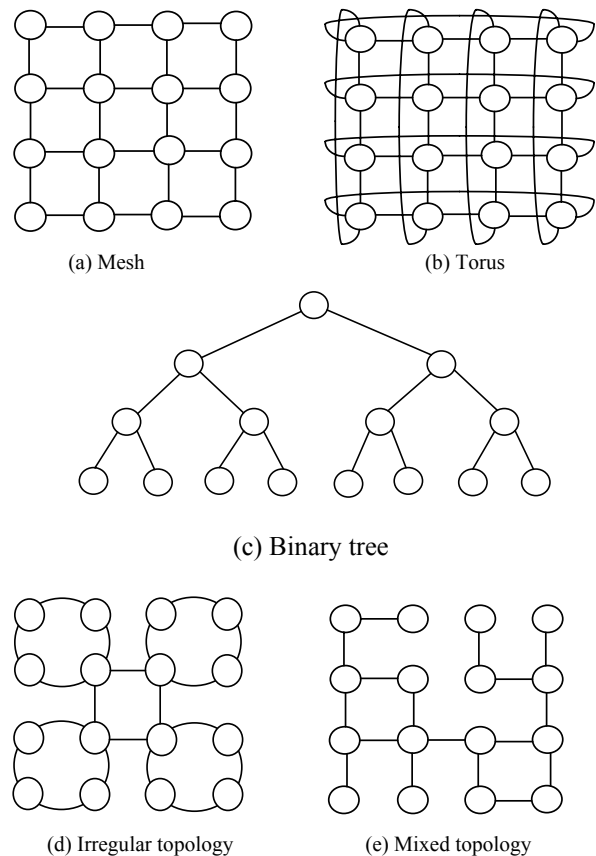 (a) Mesh
(b) Torus
(c) Binary tree
(d) Irregular topology
(e) Mixed topology